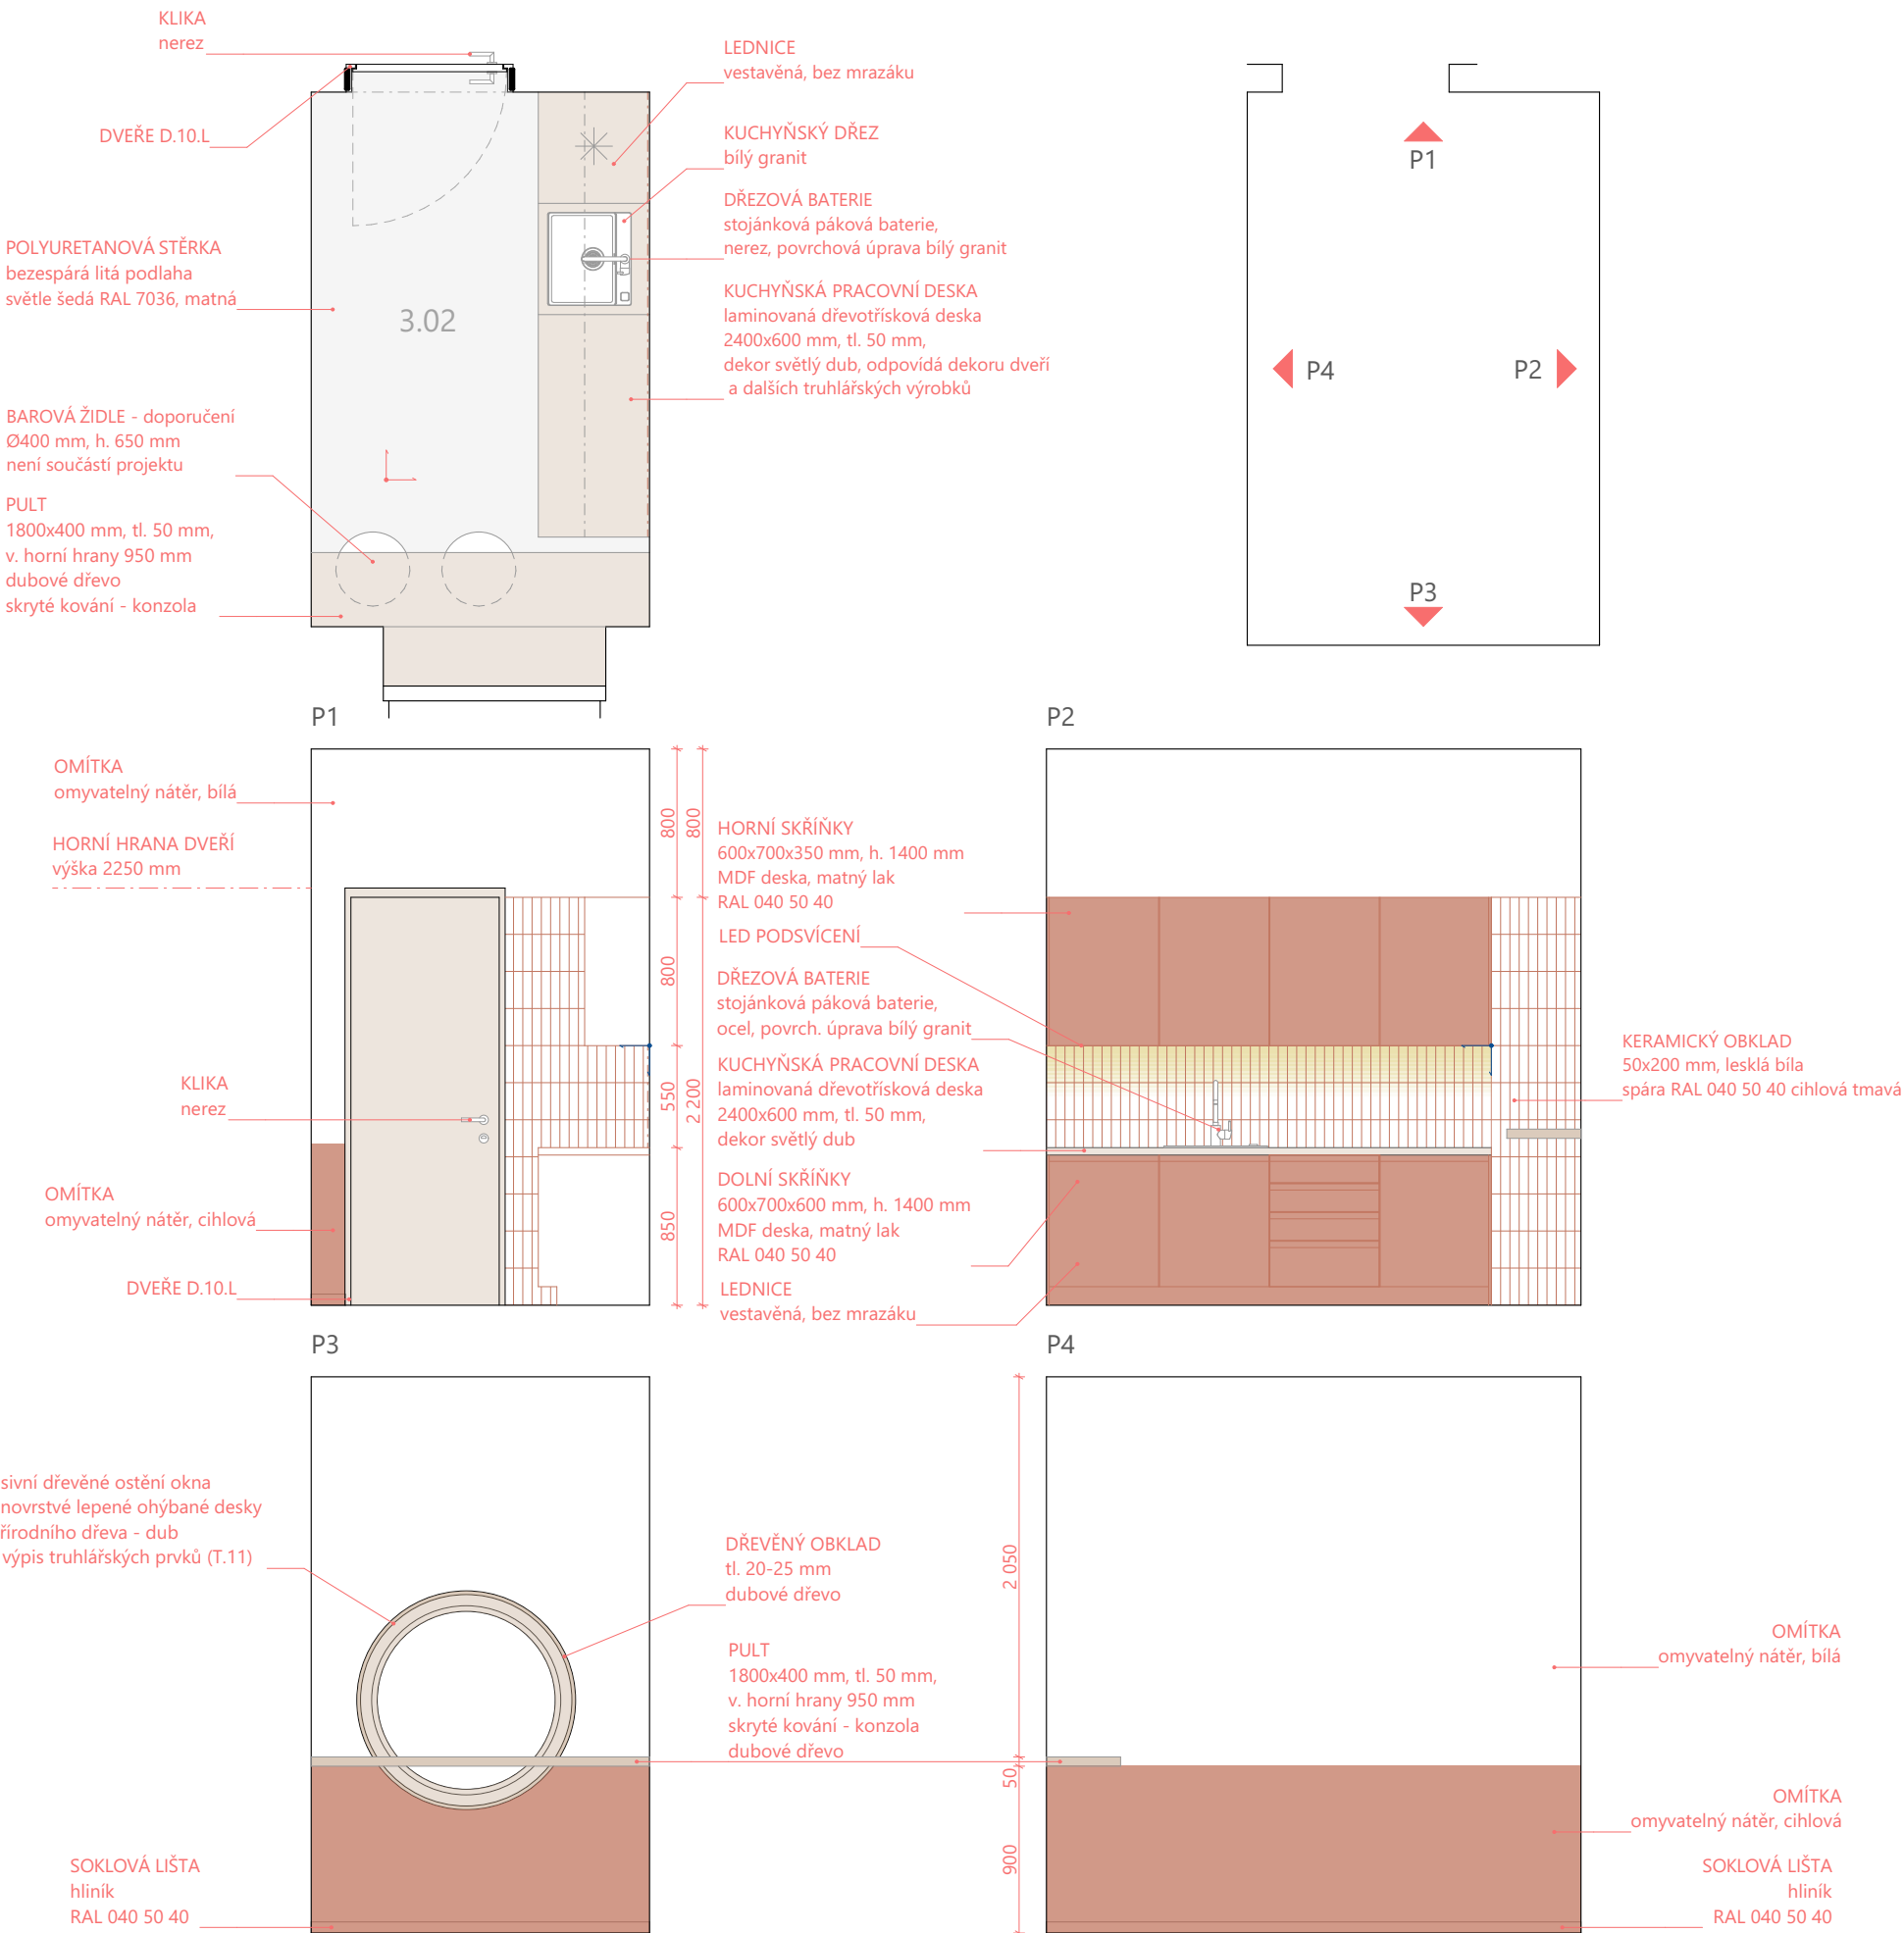 KLIKA
nerez
DVEŘE D.10.L
POLYURETANOVÁ STĚRKA
bezespárá litá podlaha
světle šedá RAL 7036, matná
BAROVÁ ŽIDLE - doporučení
Ø400 mm, h. 650 mm
není součástí projektu
PULT
1800x400 mm, tl. 50 mm,
v. horní hrany 950 mm
dubové dřevo
skryté kování - konzola
3.02
LEDNICE
vestavěná, bez mrazáku
KUCHYŇSKÝ DŘEZ
bílý granit
DŘEZOVÁ BATERIE
stojánková páková baterie,
nerez, povrchová úprava bílý granit
KUCHYŇSKÁ PRACOVNÍ DESKA
laminovaná dřevotřísková deska
2400x600 mm, tl. 50 mm,
dekor světlý dub, odpovídá dekoru dveří
a dalších truhlářských výrobků
P1
P4
P2
P3
P1
OMÍTKA
omyvatelný nátěr, bílá
HORNÍ HRANA DVEŘÍ
výška 2250 mm
KLIKA
nerez
OMÍTKA
omyvatelný nátěr, cihlová
DVEŘE D.10.L
800
800
800
550
2 200
850
P2
HORNÍ SKŘÍŇKY
600x700x350 mm, h. 1400 mm
MDF deska, matný lak
RAL 040 50 40
LED PODSVÍCENÍ
DŘEZOVÁ BATERIE
stojánková páková baterie,
ocel, povrch. úprava bílý granit
KUCHYŇSKÁ PRACOVNÍ DESKA
laminovaná dřevotřísková deska
2400x600 mm, tl. 50 mm,
dekor světlý dub
DOLNÍ SKŘÍŇKY
600x700x600 mm, h. 1400 mm
MDF deska, matný lak
RAL 040 50 40
LEDNICE
vestavěná, bez mrazáku
KERAMICKÝ OBKLAD
50x200 mm, lesklá bíla
spára RAL 040 50 40 cihlová tmavá
P3
sivní dřevěné ostění okna
novrstvé lepené ohýbané desky
řírodního dřeva - dub
výpis truhlářských prvků (T.11)
SOKLOVÁ LIŠTA
hliník
RAL 040 50 40
DŘEVĚNÝ OBKLAD
tl. 20-25 mm
dubové dřevo
PULT
1800x400 mm, tl. 50 mm,
v. horní hrany 950 mm
skryté kování - konzola
dubové dřevo
P4
2 050
50
900
OMÍTKA
omyvatelný nátěr, bílá
OMÍTKA
omyvatelný nátěr, cihlová
SOKLOVÁ LIŠTA
hliník
RAL 040 50 40